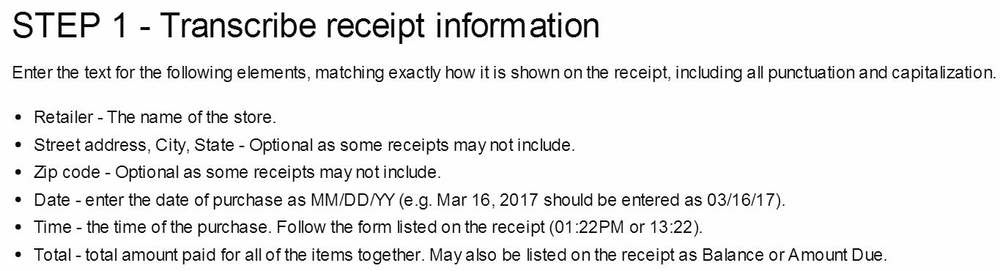 STEP 1 - Transcribe receipt information
Enter the text for the following elements, matching exactly how it is shown on the receipt, including all punctuation and capitalization.
• Retailer - The name of the store.
• Street address, City, State - Optional as some receipts may not include.
• Zip code - Optional as some receipts may not include.
• Date - enter the date of purchase as MM/DD/YY (e.g. Mar 16, 2017 should be entered as 03/16/17).
• Time - the time of the purchase. Follow the form listed on the receipt (01:22PM or 13:22).
• Total - total amount paid for all of the items together. May also be listed on the receipt as Balance or Amount Due.